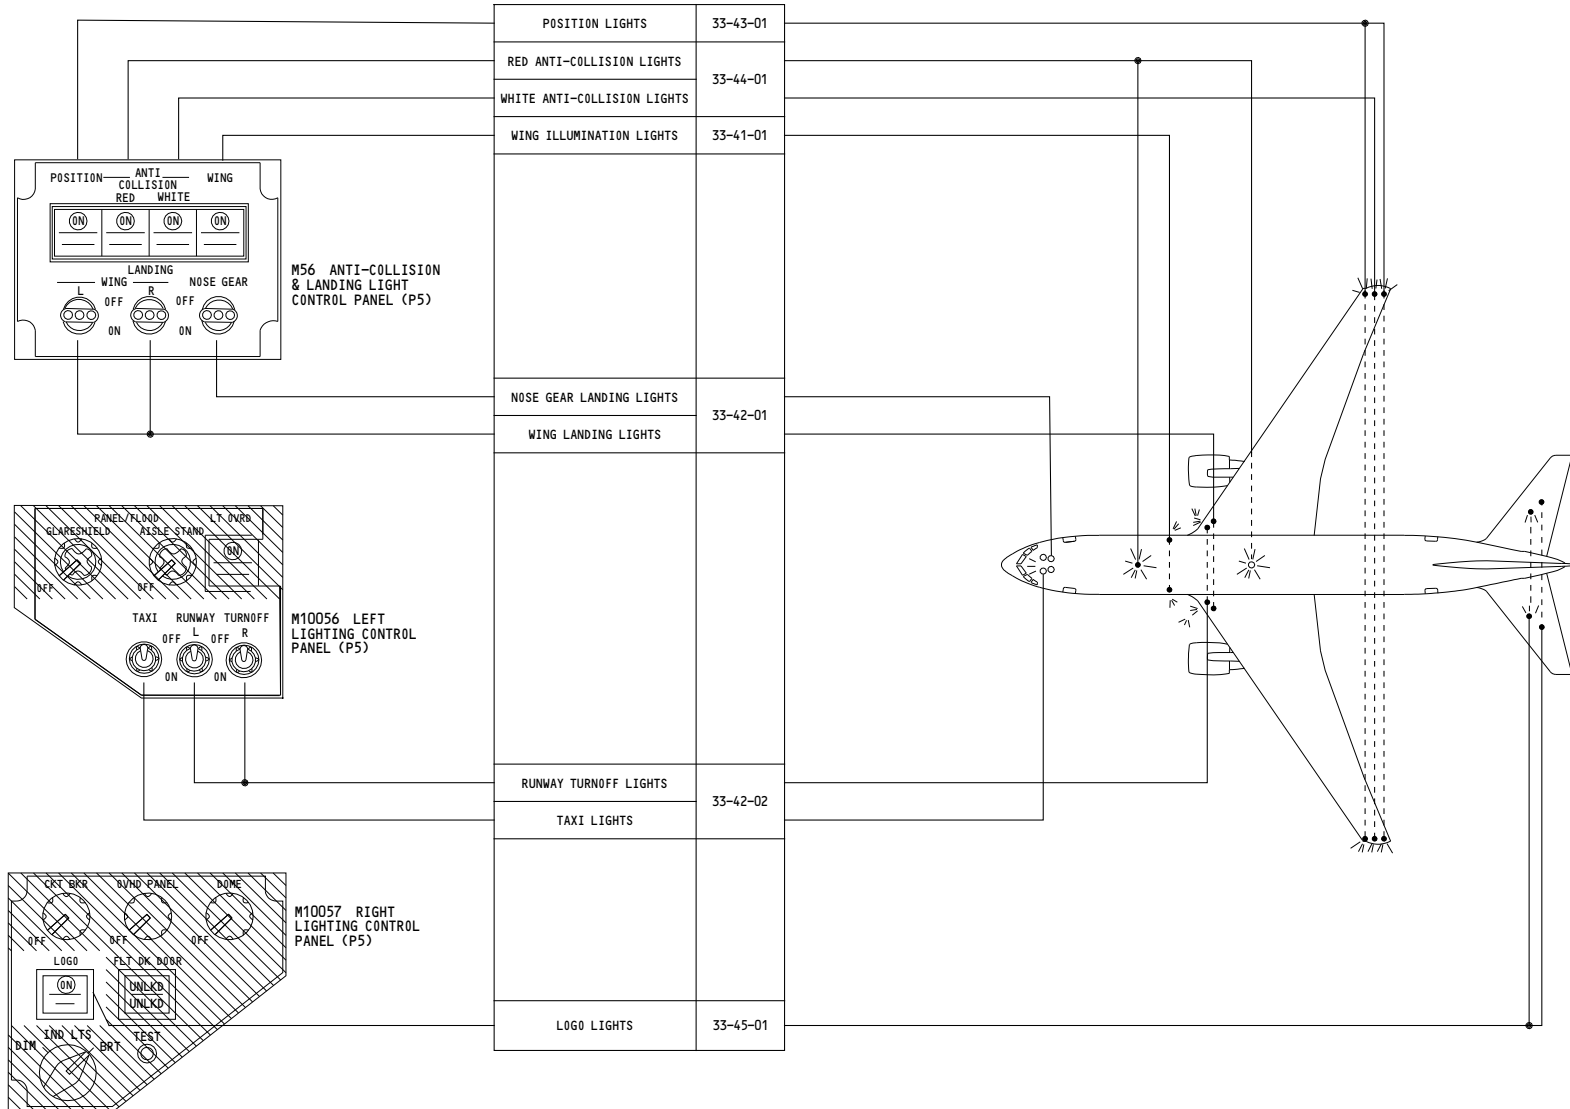 POSITION LIGHTS 33-43-01
RED ANTI-COLLISION LIGHTS
33-44-01
WHITE ANTI-COLLISION LIGHTS
WING ILLUMINATION LIGHTS 33-41-01
POSITION ANTI COLLISION WING
RED WHITE
ON ON ON ON
LANDING
WING NOSE GEAR
L R
OFF OFF
ON ON
M56 ANTI-COLLISION
& LANDING LIGHT
CONTROL PANEL (P5)
NOSE GEAR LANDING LIGHTS
33-42-01
WING LANDING LIGHTS
PANEL/FLOOD LT OVRD
GLARESHIELD AISLE STAND
ON
OFF OFF
TAXI RUNWAY TURNOFF
L R
OFF OFF
ON ON
M10056 LEFT
LIGHTING CONTROL
PANEL (P5)
RUNWAY TURNOFF LIGHTS
33-42-02
TAXI LIGHTS
CKT BKR OVHD PANEL DOME
OFF OFF OFF
LOGO FLT DK DOOR
ON UNLKD
UNLKD
IND LTS TEST
DIM BRT
M10057 RIGHT
LIGHTING CONTROL
PANEL (P5)
LOGO LIGHTS 33-45-01